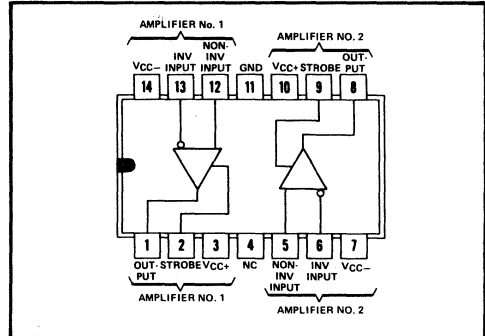 AMPLIFIER No. 1
AMPLIFIER NO. 2
VCC−
INV
INPUT
NON-
INV
INPUT
GND
VCC+
STROBE
OUT-
PUT
14 13 12 11 10 9 8
1 2 3 4 5 6 7
OUT-
PUT
STROBE
VCC+
NC
NON-
INV
INPUT
INV
INPUT
VCC−
AMPLIFIER NO. 1
AMPLIFIER NO. 2